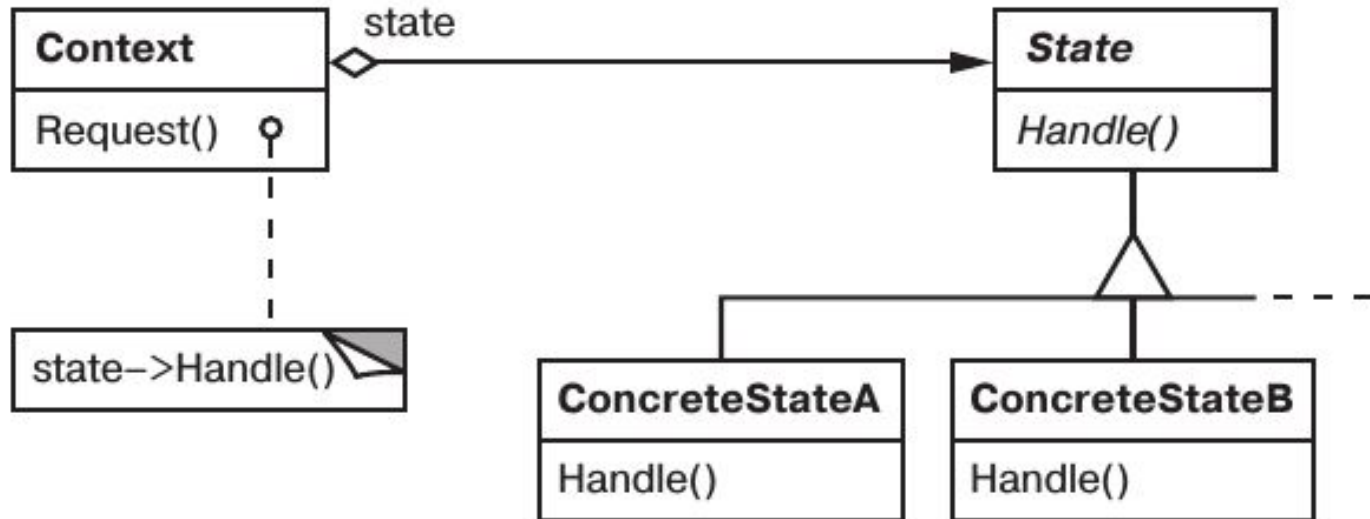 Context
Request()
state
State
Handle()
state–>Handle()
ConcreteStateA
Handle()
ConcreteStateB
Handle()